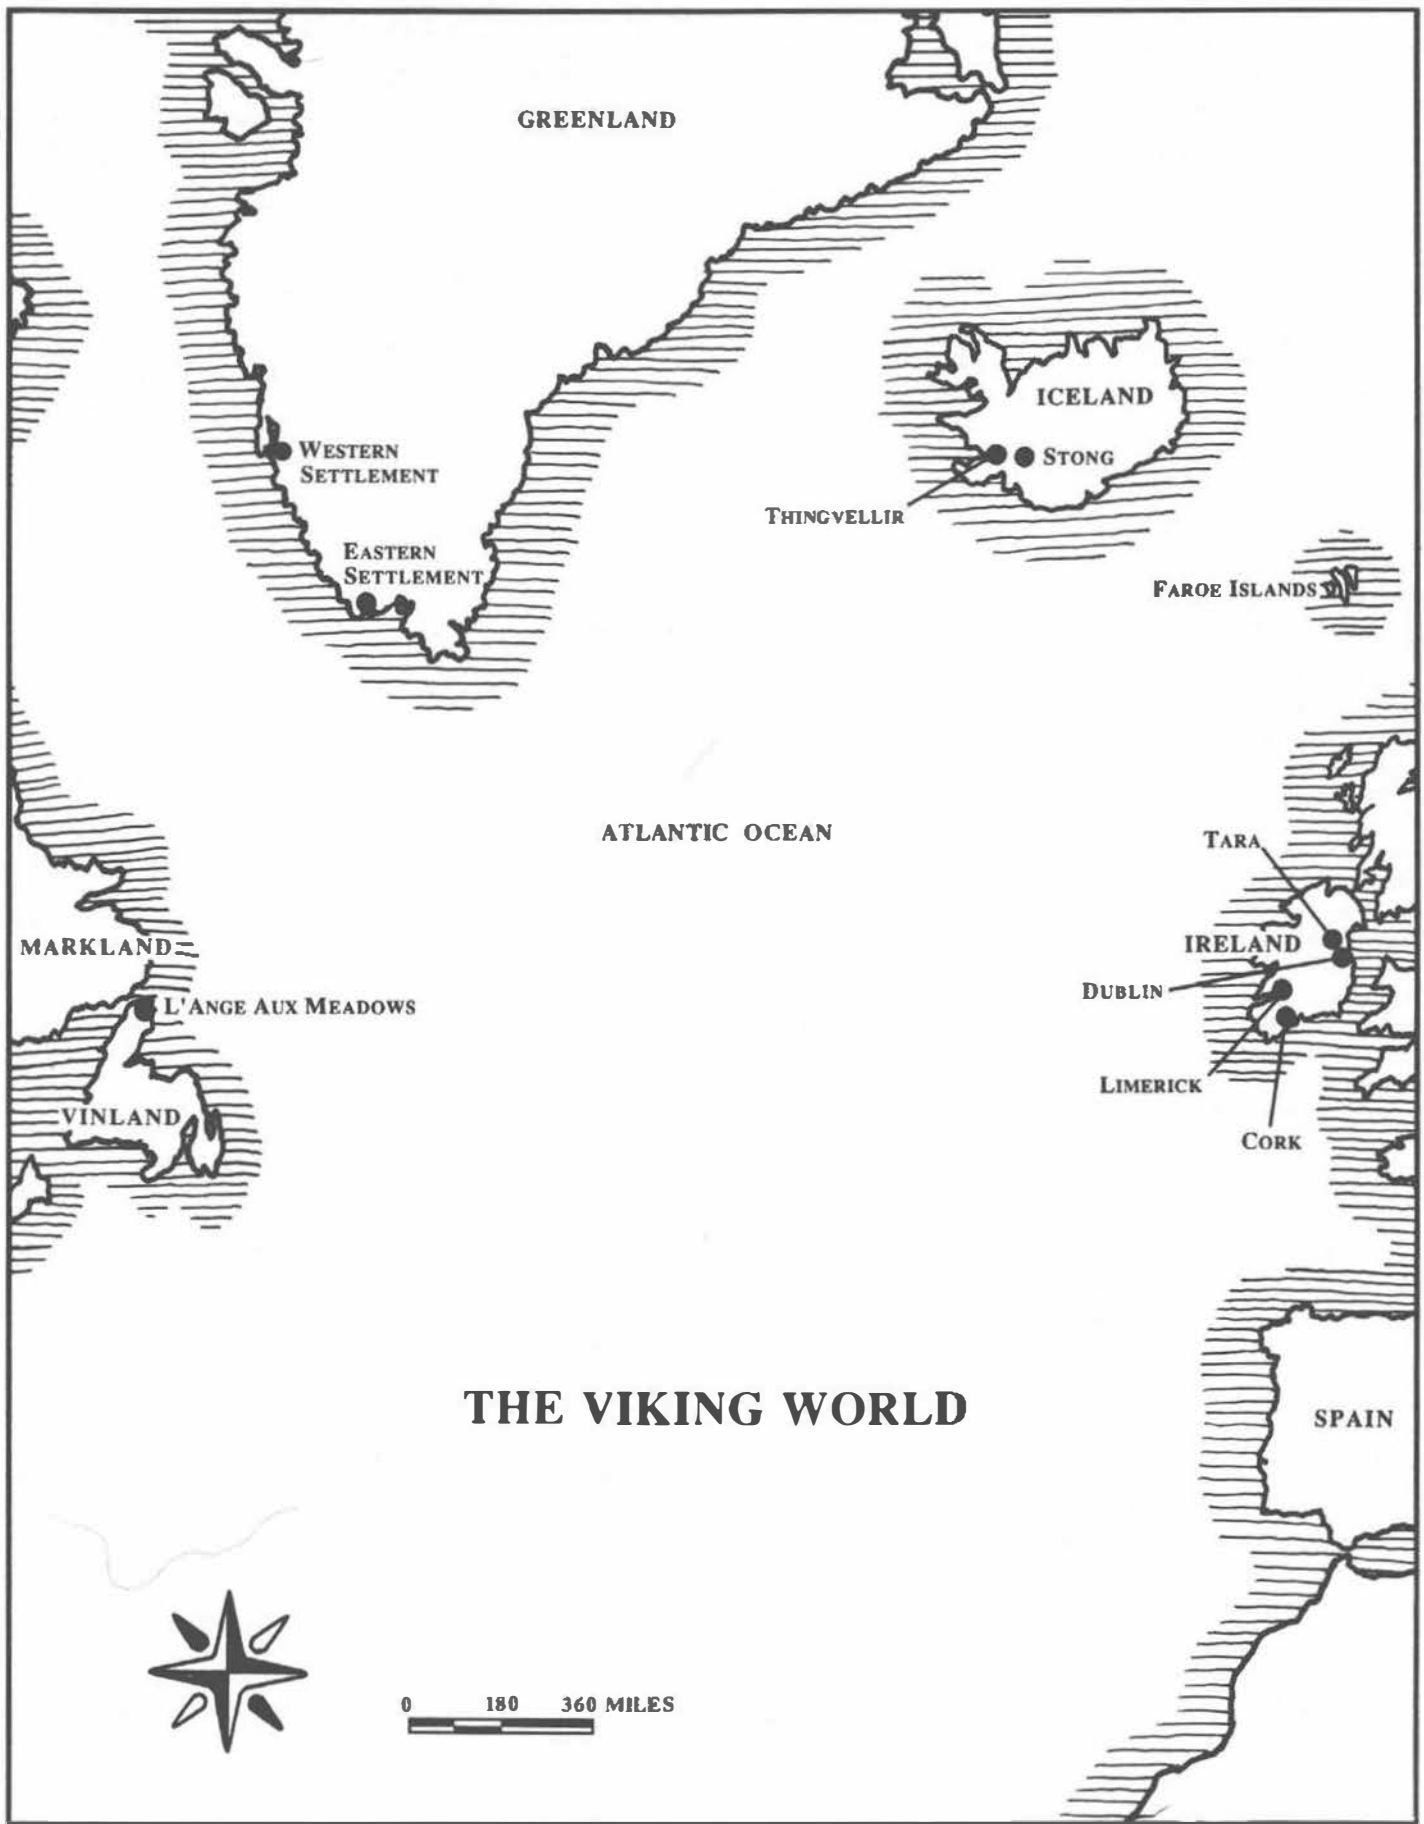 GREENLAND
ICELAND
WESTERN
SETTLEMENT
STONG
THINGVELLIR
EASTERN
SETTLEMENT
FAROE ISLANDS
ATLANTIC OCEAN
TARA
MARKLAND
IRELAND
DUBLIN
L'ANGE AUX MEADOWS
LIMERICK
VINLAND
CORK
THE VIKING WORLD
SPAIN
0 180 360 MILES